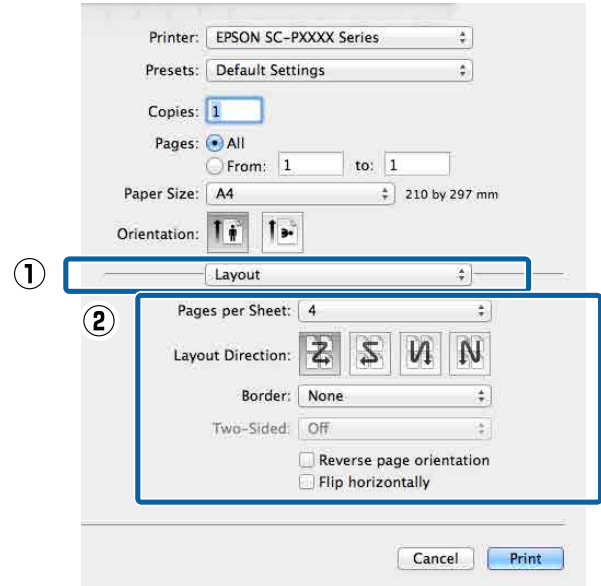 Printer: EPSON SC-PXXXX Series
Presets: Default Settings
Copies: 1
Pages: All
From: 1 to: 1
Paper Size: A4 210 by 297 mm
Orientation:
① Layout
②
Pages per Sheet: 4
Layout Direction:
Border: None
Two-Sided: Off
Reverse page orientation
Flip horizontally
Cancel Print